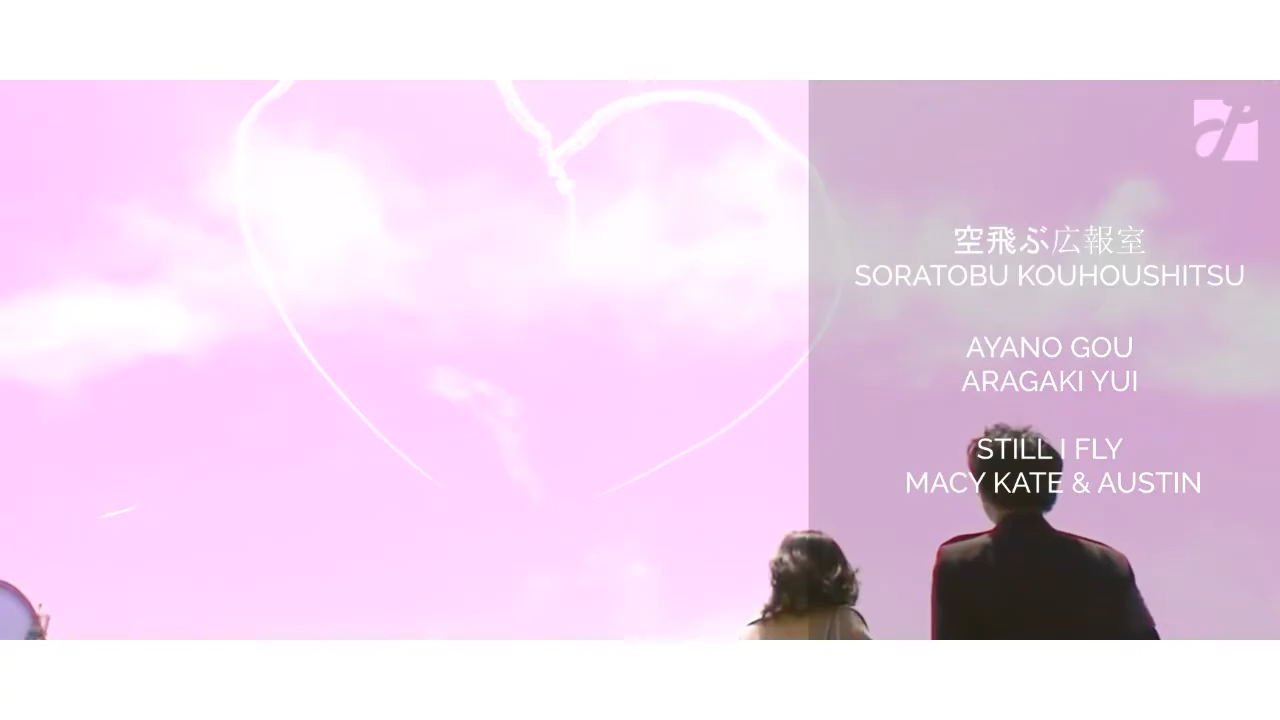 空飛ぶ広報室
SORATOBU KOUHOUSHITSU
AYANO GOU
ARAGAKI YUI
STILL I FLY
MACY KATE & AUSTIN